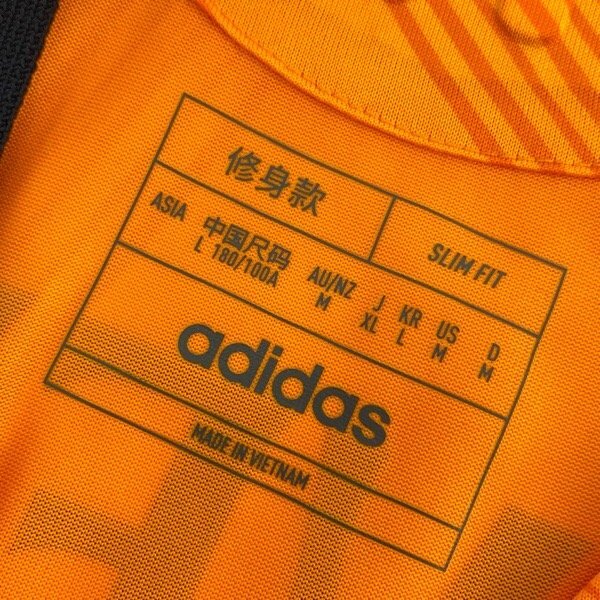 修身款 SLIM FIT
ASIA 中国尺码 AU/NZ J KR US D
L 180/100A M XL L M M
adidas
MADE IN VIETNAM